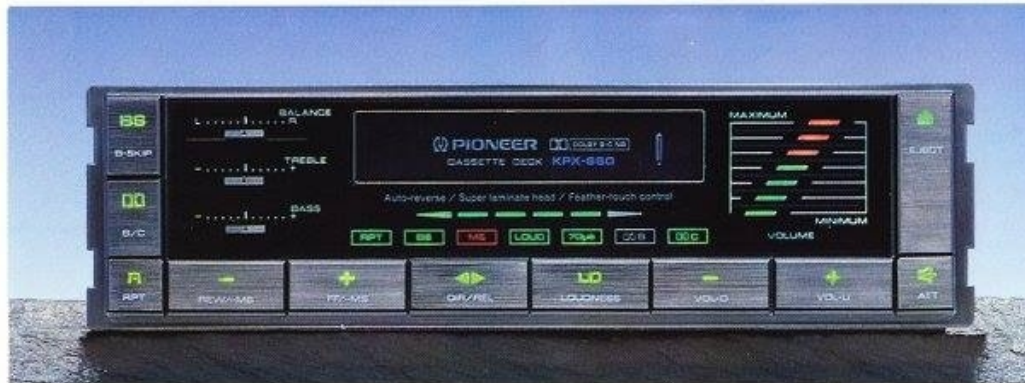 BS
B-SKIP
B/C
RPT
BALANCE
L R
TREBLE
- +
BASS
- +
PIONEER DOLBY B-C NR
CASSETTE DECK KPX-880
Auto-reverse / Super laminate head / Feather-touch control
RPT BS MS LOUD 70μs B C
MAXIMUM
MINIMUM
VOLUME
EJECT
- REW/-MS
+ FF/-MS
DIR/REL
LD LOUDNESS
- VOL-D
+ VOL-U
ATT